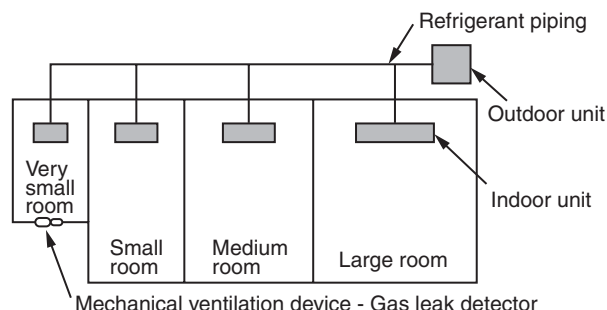 Refrigerant piping
Outdoor unit
Very
small
room
Indoor unit
Small
room
Medium
room
Large room
Mechanical ventilation device - Gas leak detector